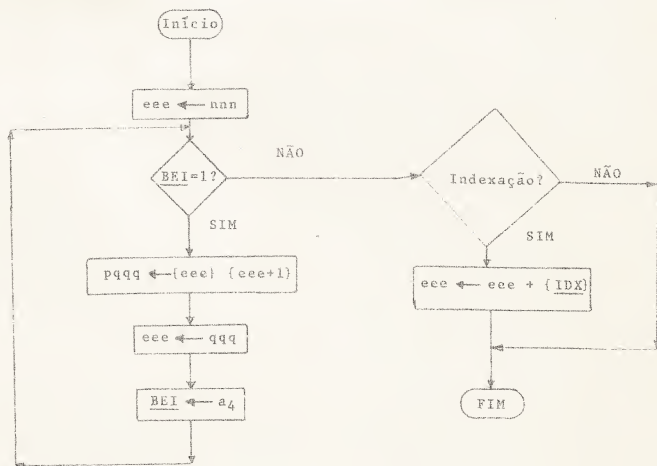 Início
eee ← nnn
BEI=1?
NÃO
SIM
pqqq ← {eee} {eee+1}
eee ← qqq
BEI ← a4
Indexação?
NÃO
SIM
eee ← eee + {IDX}
FIM